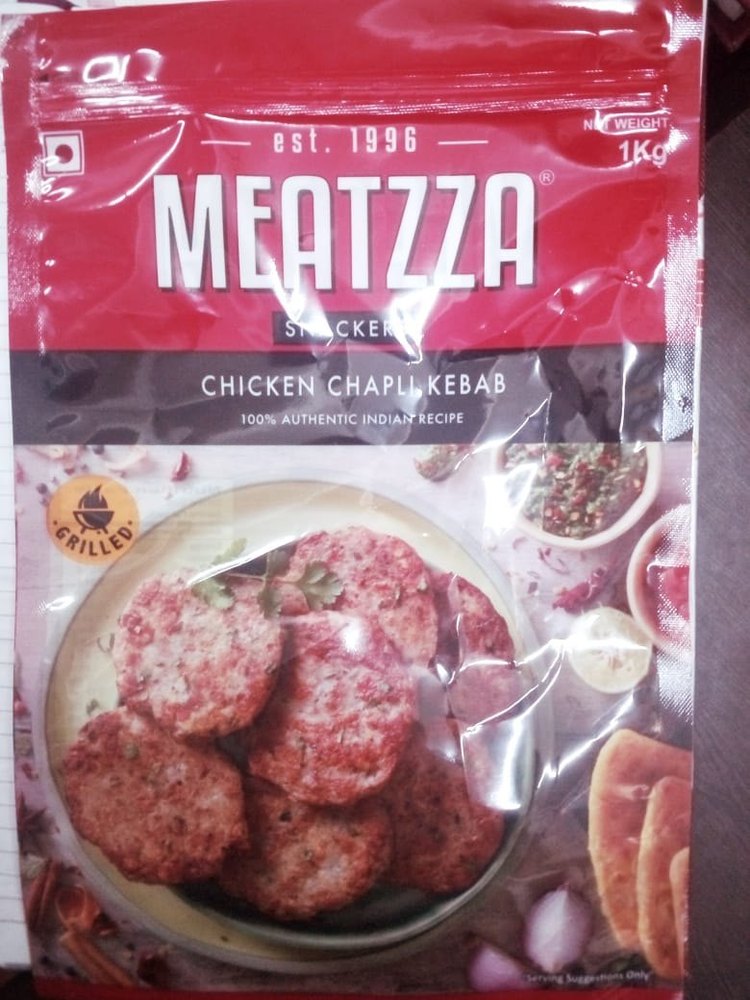 est. 1996
NET WEIGHT
1Kg
MEATZZA®
CHICKEN CHAPLI KEBAB
100% AUTHENTIC INDIAN RECIPE
GRILLED
"Serving Suggestions Only"